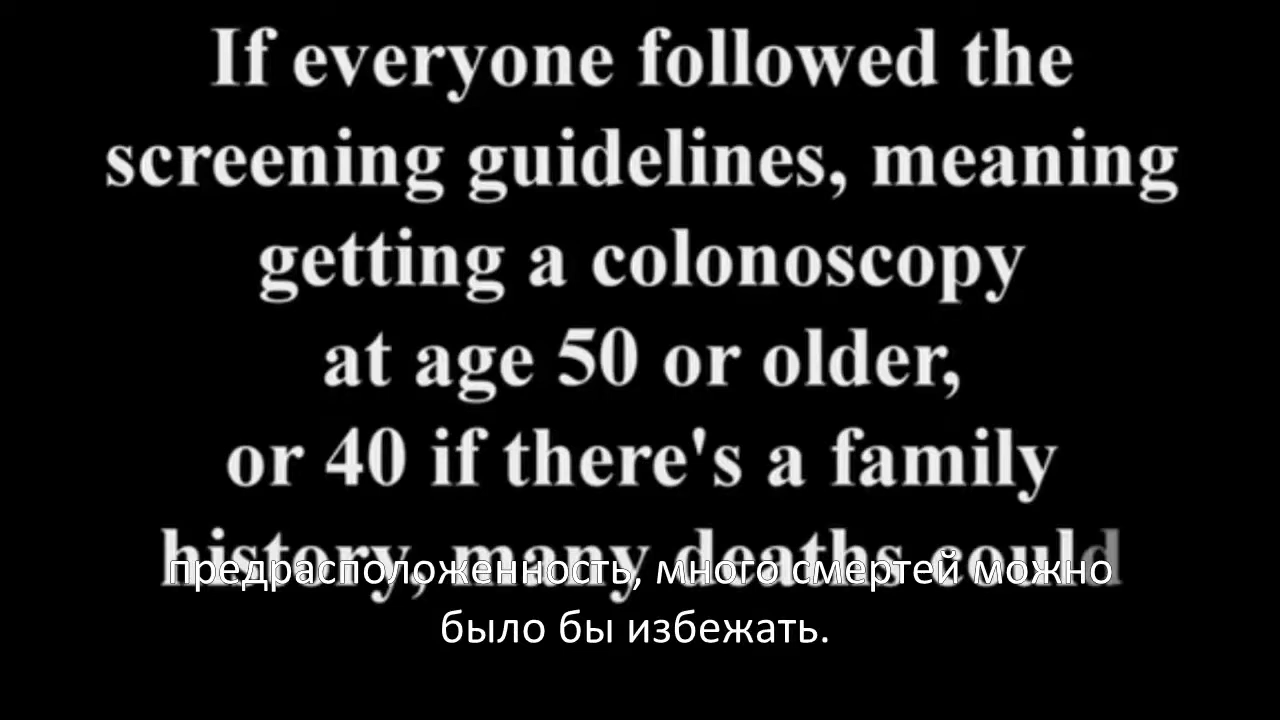 If everyone followed the
screening guidelines, meaning
getting a colonoscopy
at age 50 or older,
or 40 if there's a family
history, many deaths could
предрасположенность, много смертей можно
было бы избежать.